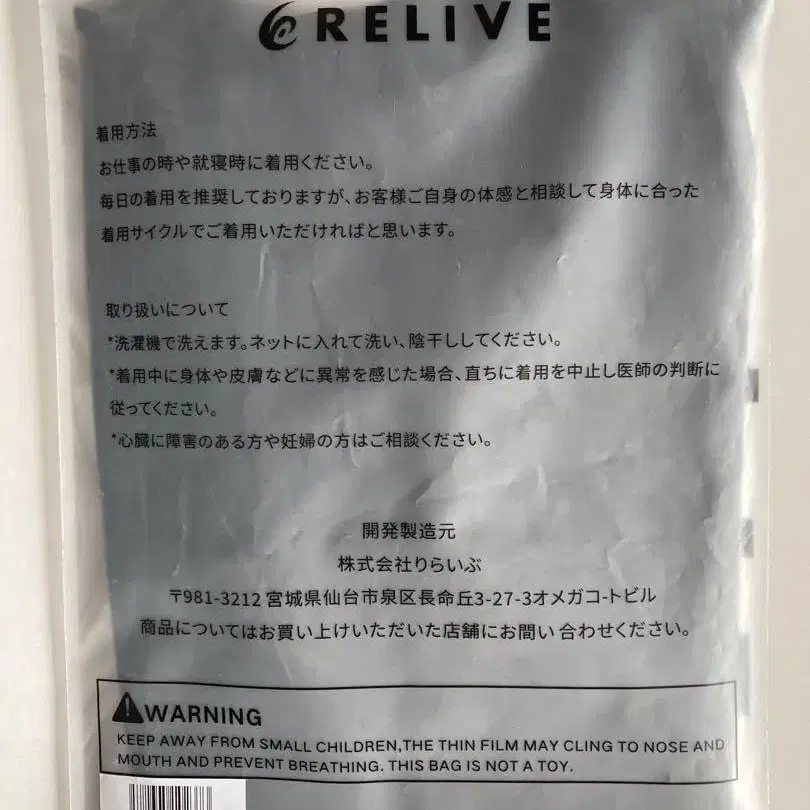 RELIVE
着用方法
お仕事の時や就寝時に着用ください。
毎日の着用を推奨しておりますが、お客様ご自身の体感と相談して身体に合った
着用サイクルでご着用いただければと思います。
取り扱いについて
*洗濯機で洗えます。ネットに入れて洗い、陰干ししてください。
*着用中に身体や皮膚などに異常を感じた場合、直ちに着用を中止し医師の判断に
従ってください。
*心臓に障害のある方や妊婦の方はご相談ください。
開発製造元
株式会社りらいぶ
〒981-3212 宮城県仙台市泉区長命丘3-27-3オメガコートビル
商品についてはお買い上げいただいた店舗にお問い合わせください。
WARNING
KEEP AWAY FROM SMALL CHILDREN,THE THIN FILM MAY CLING TO NOSE AND
MOUTH AND PREVENT BREATHING. THIS BAG IS NOT A TOY.